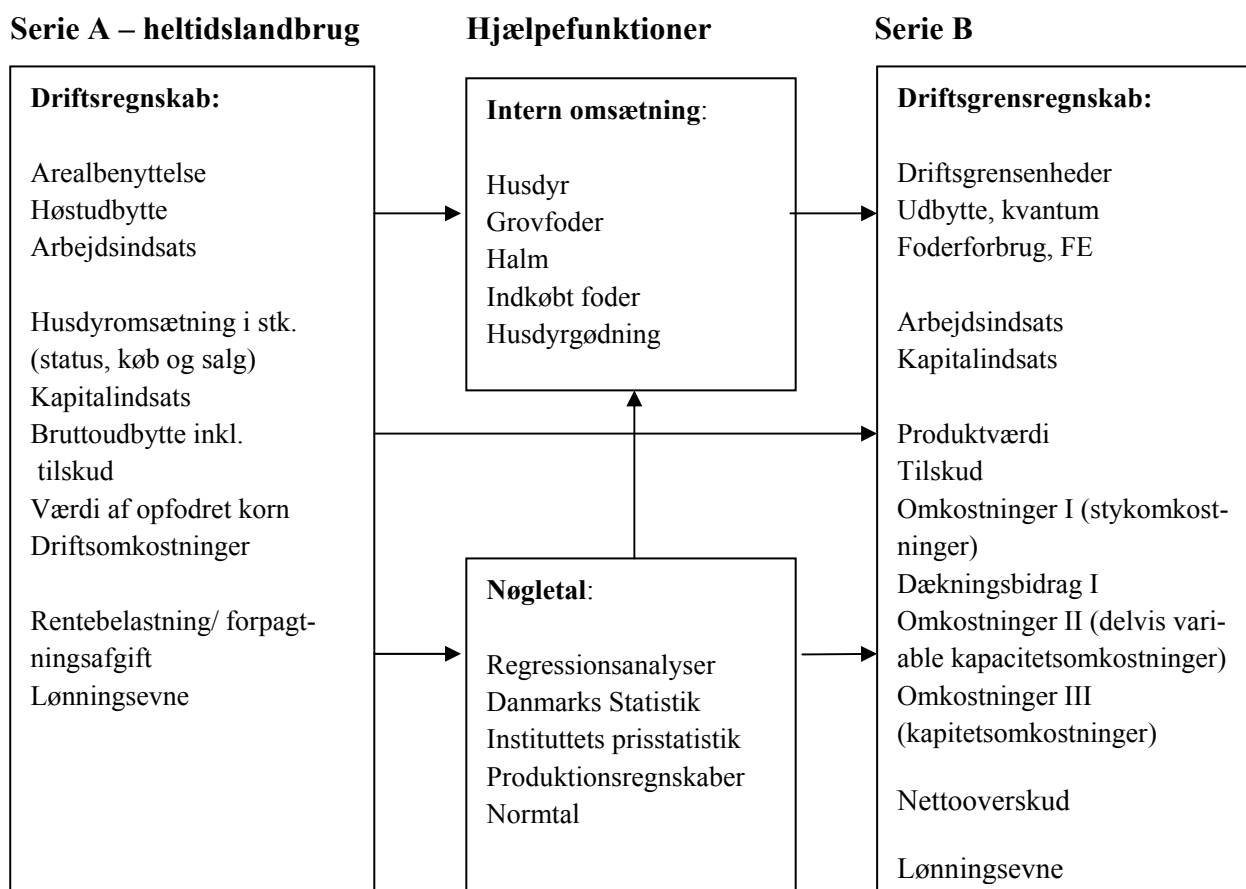 Serie A – heltidslandbrug
Driftsregnskab:
Arealbenyttelse
Høstudbytte
Arbejdsindsats
Husdyromsætning i stk.
(status, køb og salg)
Kapitalindsats
Bruttoudbytte inkl.
tilskud
Værdi af opfodret korn
Driftsomkostninger
Rentebelastning/ forpagt-
ningsafgift
Lønningsevne
Hjælpefunktioner
Intern omsætning:
Husdyr
Grovfoder
Halm
Indkøbt foder
Husdyrgødning
Nøgletal:
Regressionsanalyser
Danmarks Statistik
Instituttets prisstatistik
Produktionsregnskaber
Normtal
Serie B
Driftsgrensregnskab:
Driftsgrensenheder
Udbytte, kvantum
Foderforbrug, FE
Arbejdsindsats
Kapitalindsats
Produktværdi
Tilskud
Omkostninger I (stykomkost-
ninger)
Dækningsbidrag I
Omkostninger II (delvis vari-
able kapacitetsomkostninger)
Omkostninger III
(kapitetsomkostninger)
Nettooverskud
Lønningsevne